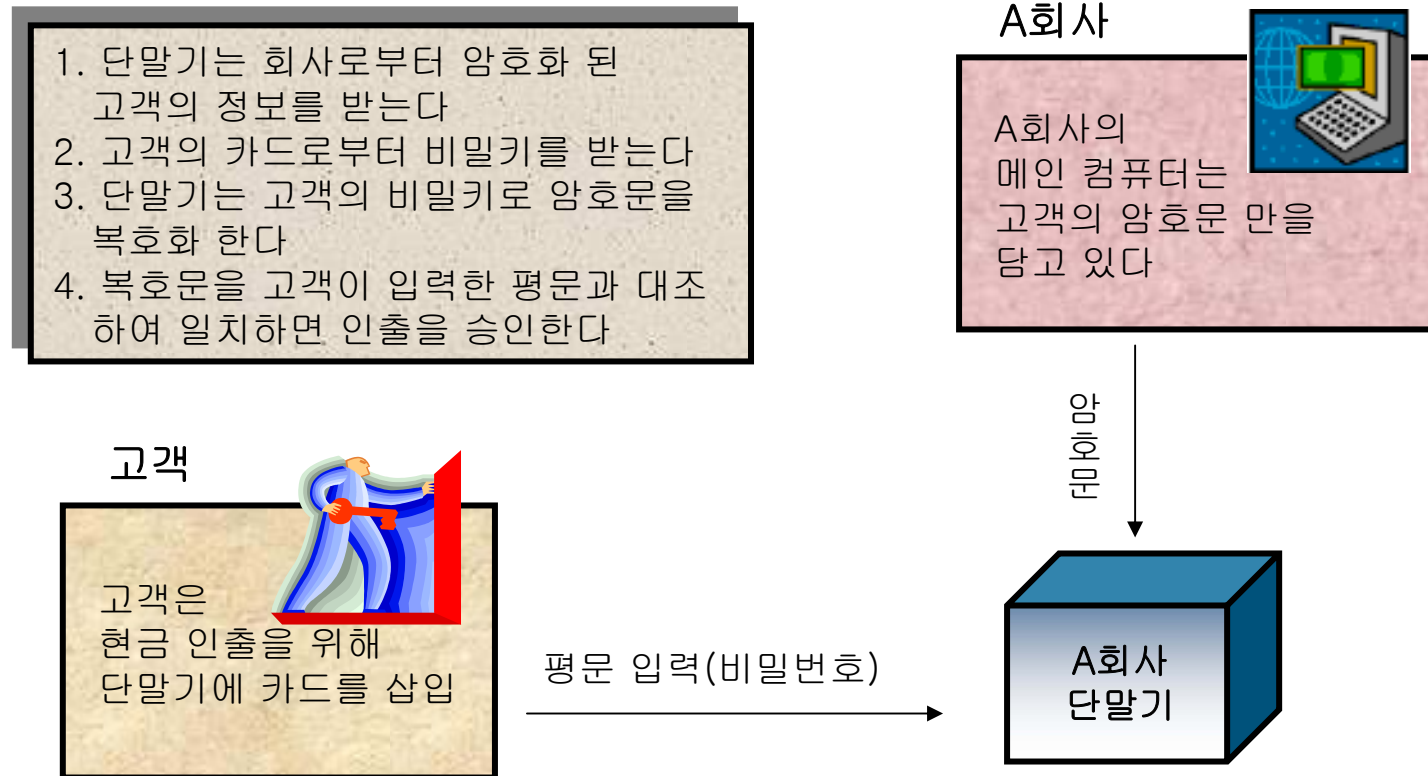 1. 단말기는 회사로부터 암호화 된
고객의 정보를 받는다
2. 고객의 카드로부터 비밀키를 받는다
3. 단말기는 고객의 비밀키로 암호문을
복호화 한다
4. 복호문을 고객이 입력한 평문과 대조
하여 일치하면 인출을 승인한다
A회사
A회사의
메인 컴퓨터는
고객의 암호문 만을
담고 있다
암호문
고객
고객은
현금 인출을 위해
단말기에 카드를 삽입
평문 입력(비밀번호)
A회사
단말기